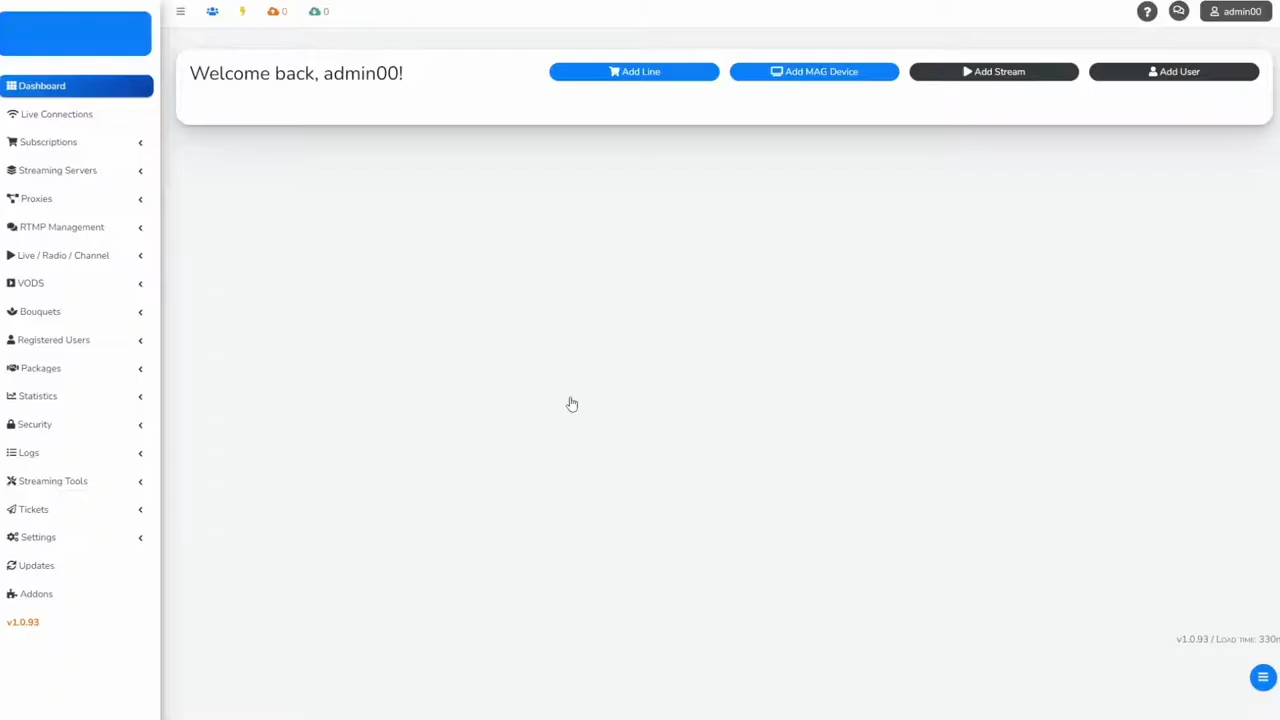 0
0
?
admin00
Dashboard
Welcome back, admin00!
Add Line
Add MAG Device
Add Stream
Add User
Live Connections
Subscriptions
Streaming Servers
Proxies
RTMP Management
Live / Radio / Channel
VODS
Bouquets
Registered Users
Packages
Statistics
Security
Logs
Streaming Tools
Tickets
Settings
Updates
Addons
v1.0.93
v1.0.93 / LOAD TIME: 330